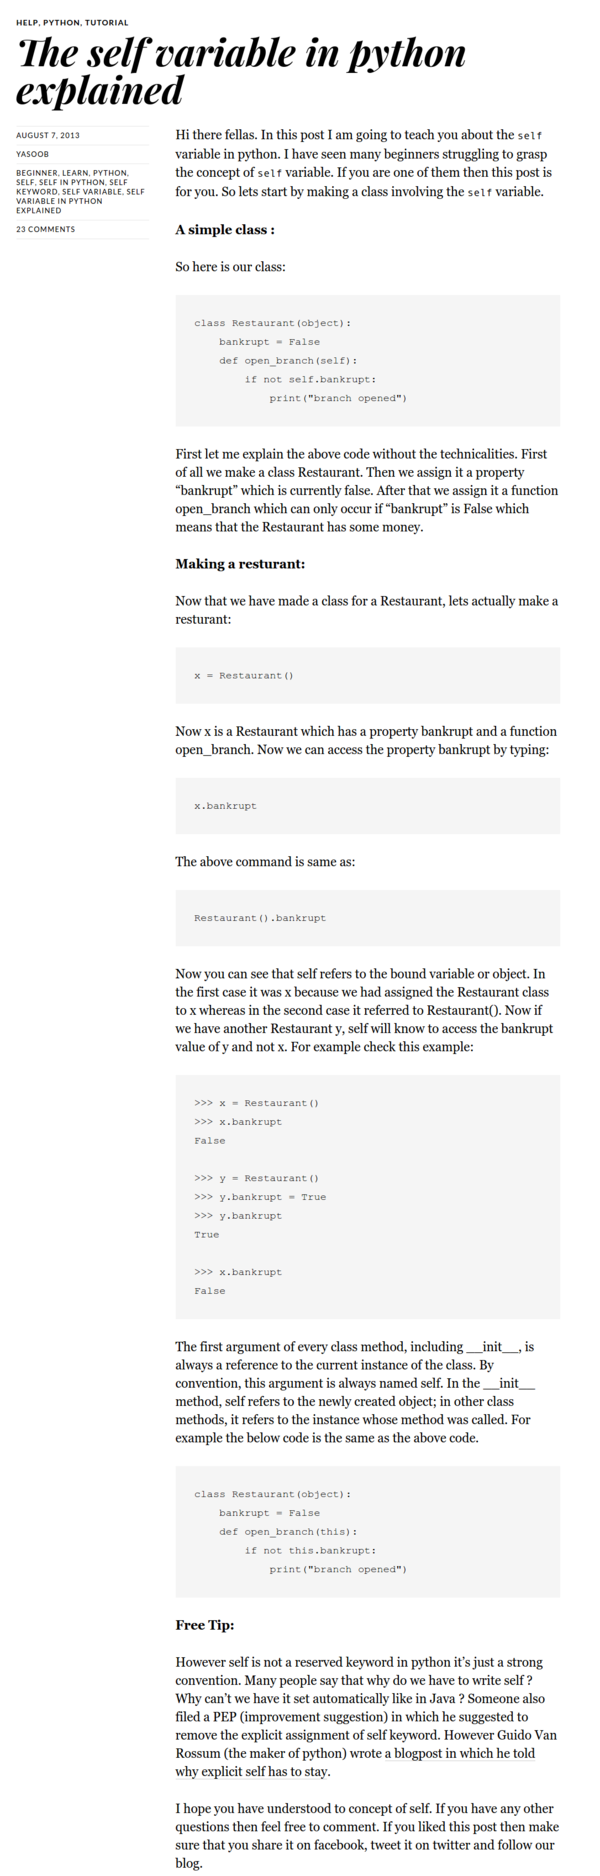 HELP, PYTHON, TUTORIAL
The self variable in python
explained
AUGUST 7, 2013
YASOOB
BEGINNER, LEARN, PYTHON,
SELF, SELF IN PYTHON, SELF
KEYWORD, SELF VARIABLE, SELF
VARIABLE IN PYTHON
EXPLAINED
23 COMMENTS
Hi there fellas. In this post I am going to teach you about the self
variable in python. I have seen many beginners struggling to grasp
the concept of self variable. If you are one of them then this post is
for you. So lets start by making a class involving the self variable.
A simple class :
So here is our class:
class Restaurant(object):
    bankrupt = False
    def open_branch(self):
        if not self.bankrupt:
            print("branch opened")
First let me explain the above code without the technicalities. First
of all we make a class Restaurant. Then we assign it a property
“bankrupt” which is currently false. After that we assign it a function
open_branch which can only occur if “bankrupt” is False which
means that the Restaurant has some money.
Making a resturant:
Now that we have made a class for a Restaurant, lets actually make a
resturant:
x = Restaurant()
Now x is a Restaurant which has a property bankrupt and a function
open_branch. Now we can access the property bankrupt by typing:
x.bankrupt
The above command is same as:
Restaurant().bankrupt
Now you can see that self refers to the bound variable or object. In
the first case it was x because we had assigned the Restaurant class
to x whereas in the second case it referred to Restaurant(). Now if
we have another Restaurant y, self will know to access the bankrupt
value of y and not x. For example check this example:
>>> x = Restaurant()
>>> x.bankrupt
False
>>> y = Restaurant()
>>> y.bankrupt = True
>>> y.bankrupt
True
>>> x.bankrupt
False
The first argument of every class method, including __init__, is
always a reference to the current instance of the class. By
convention, this argument is always named self. In the __init__
method, self refers to the newly created object; in other class
methods, it refers to the instance whose method was called. For
example the below code is the same as the above code.
class Restaurant(object):
    bankrupt = False
    def open_branch(this):
        if not this.bankrupt:
            print("branch opened")
Free Tip:
However self is not a reserved keyword in python it’s just a strong
convention. Many people say that why do we have to write self ?
Why can’t we have it set automatically like in Java ? Someone also
filed a PEP (improvement suggestion) in which he suggested to
remove the explicit assignment of self keyword. However Guido Van
Rossum (the maker of python) wrote a blogpost in which he told
why explicit self has to stay.
I hope you have understood to concept of self. If you have any other
questions then feel free to comment. If you liked this post then make
sure that you share it on facebook, tweet it on twitter and follow our
blog.